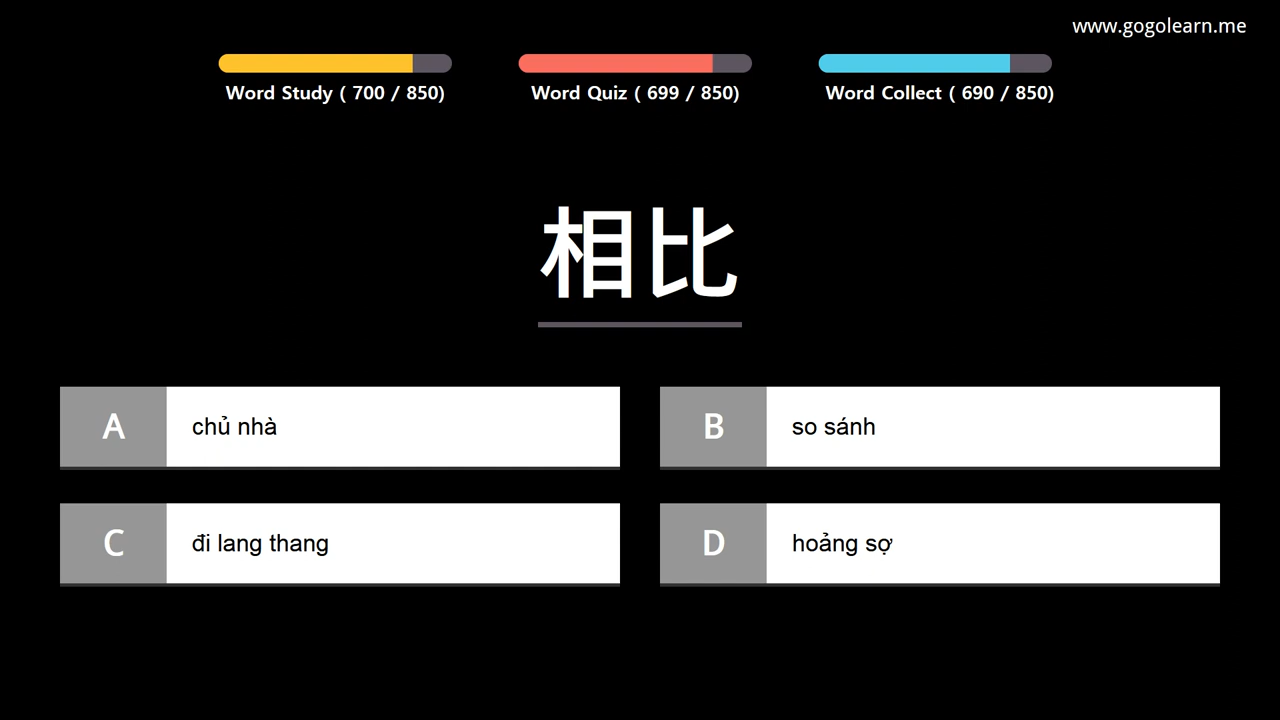 www.gogolearn.me
Word Study ( 700 / 850)
Word Quiz ( 699 / 850)
Word Collect ( 690 / 850)
相比
A
chủ nhà
B
so sánh
C
đi lang thang
D
hoảng sợ